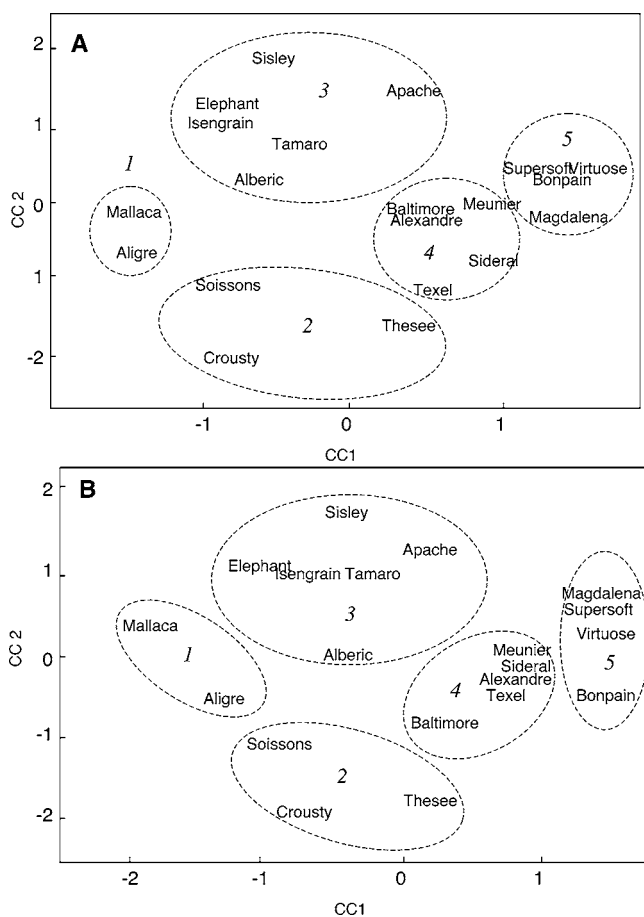 A
2
Sisley
3
Apache
Elephant
Isengrain
1
Tamaro
5
1
Supersoft Virtuose
Bonpain
Alberic
CC 2
0
Mallaca
Baltimore
Meunier
Alexandre
Magdalena
Aligre
4
Sideral
1
Soissons
Texel
2
Thesee
-2
Crousty
-1
0
1
CC1
B
2
Sisley
Apache
Elephant
Isengrain Tamaro
1
3
Magdalena
Supersoft
Mallaca
Virtuose
CC 2
0
1
Alberic
Meunier
Sideral
5
Alexandre
Aligre
4
Texel
Bonpain
Baltimore
-1
Soissons
2
Thesee
-2
Crousty
-2
-1
0
1
CC1